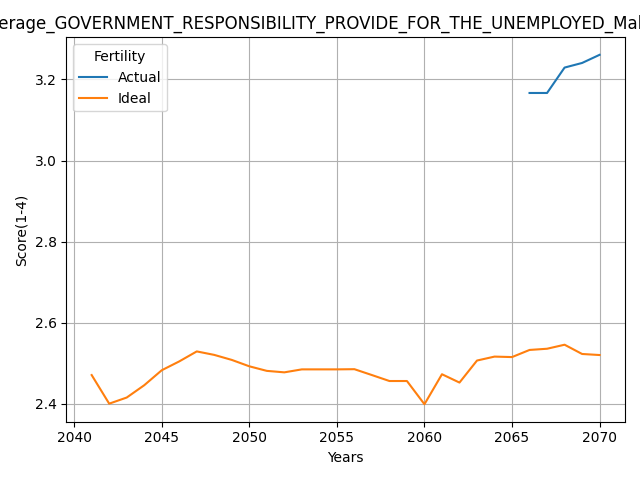 erage_GOVERNMENT_RESPONSIBILITY_PROVIDE_FOR_THE_UNEMPLOYED_Mal
Fertility
Actual
Ideal
3.2
3.0
2.8
2.6
2.4
Score(1-4)
2040 2045 2050 2055 2060 2065 2070
Years